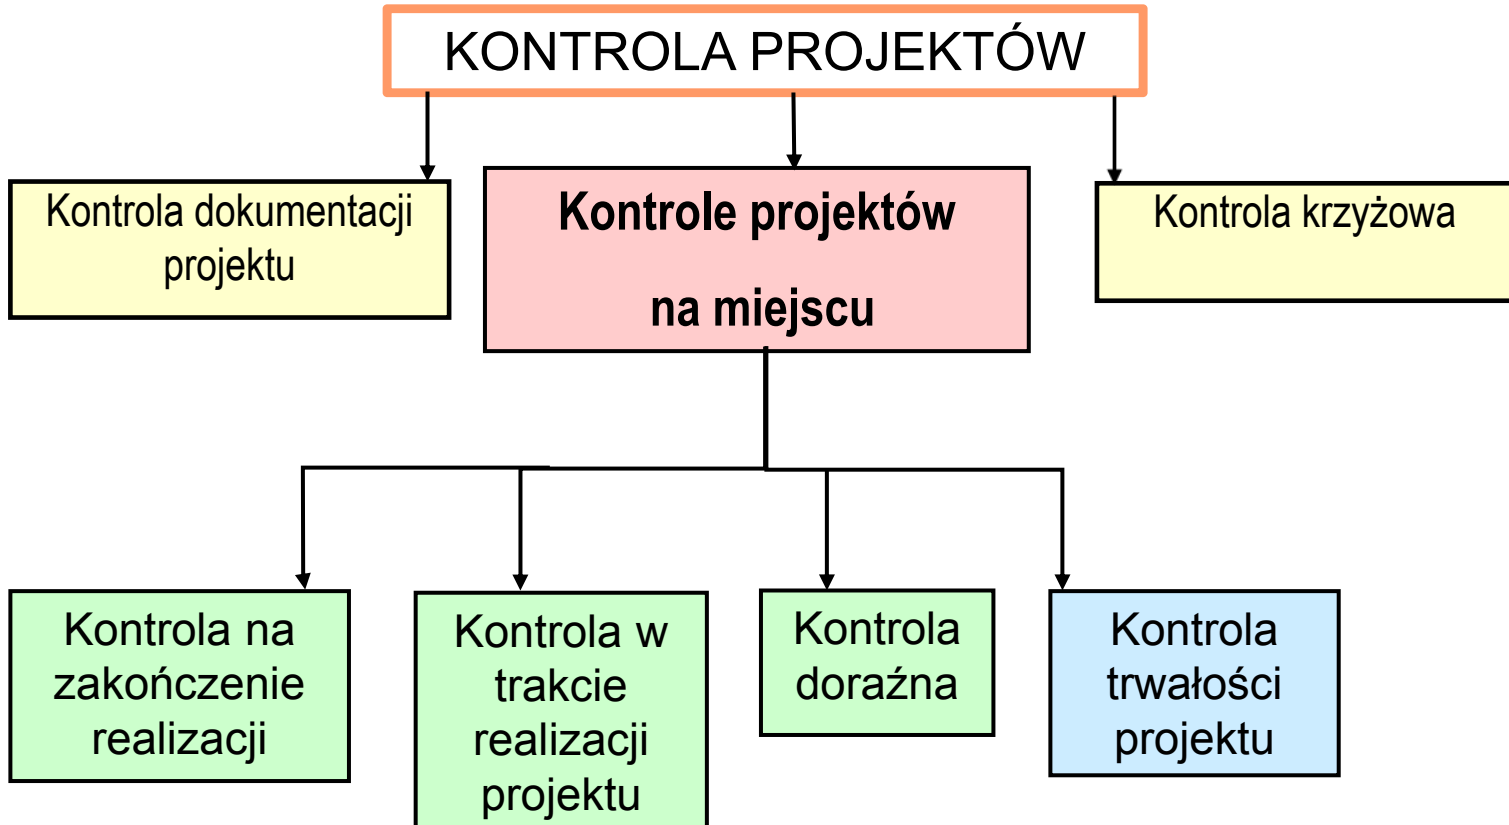 KONTROLA PROJEKTÓW
Kontrola dokumentacji
projektu
Kontrole projektów
na miejscu
Kontrola krzyżowa
Kontrola na
zakończenie
realizacji
Kontrola w
trakcie
realizacji
projektu
Kontrola
doraźna
Kontrola
trwałości
projektu